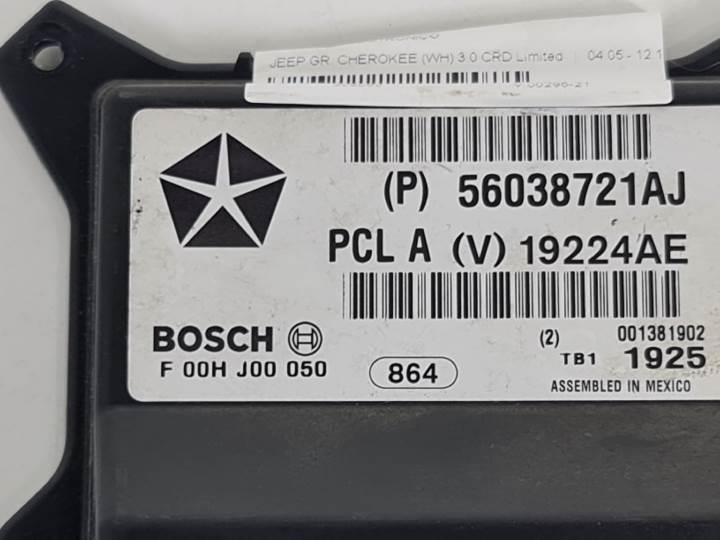 JEEP GR. CHEROKEE (WH) 3.0 CRD Limited | 04.05 - 12.1
(P) 56038721AJ
PCL A (V) 19224AE
BOSCH
F 00H J00 050
864
(2) 001381902
TB1 1925
ASSEMBLED IN MEXICO